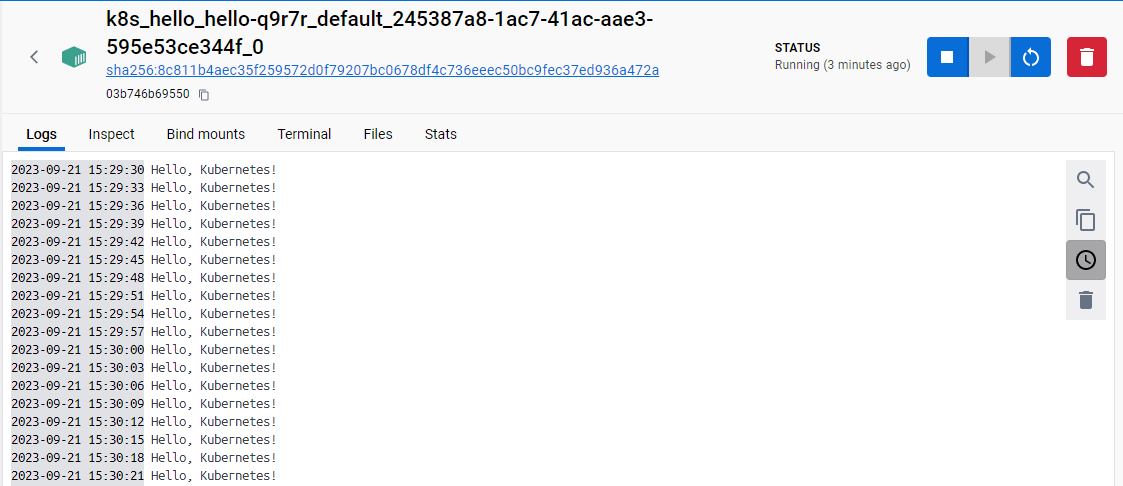 k8s_hello_hello-q9r7r_default_245387a8-1ac7-41ac-aae3-
595e53ce344f_0
sha256:8c811b4aec35f259572d0f79207bc0678df4c736eeec50bc9fec37ed936a472a
03b746b69550
STATUS
Running (3 minutes ago)
Logs Inspect Bind mounts Terminal Files Stats
2023-09-21 15:29:30 Hello, Kubernetes!
2023-09-21 15:29:33 Hello, Kubernetes!
2023-09-21 15:29:36 Hello, Kubernetes!
2023-09-21 15:29:39 Hello, Kubernetes!
2023-09-21 15:29:42 Hello, Kubernetes!
2023-09-21 15:29:45 Hello, Kubernetes!
2023-09-21 15:29:48 Hello, Kubernetes!
2023-09-21 15:29:51 Hello, Kubernetes!
2023-09-21 15:29:54 Hello, Kubernetes!
2023-09-21 15:29:57 Hello, Kubernetes!
2023-09-21 15:30:00 Hello, Kubernetes!
2023-09-21 15:30:03 Hello, Kubernetes!
2023-09-21 15:30:06 Hello, Kubernetes!
2023-09-21 15:30:09 Hello, Kubernetes!
2023-09-21 15:30:12 Hello, Kubernetes!
2023-09-21 15:30:15 Hello, Kubernetes!
2023-09-21 15:30:18 Hello, Kubernetes!
2023-09-21 15:30:21 Hello, Kubernetes!